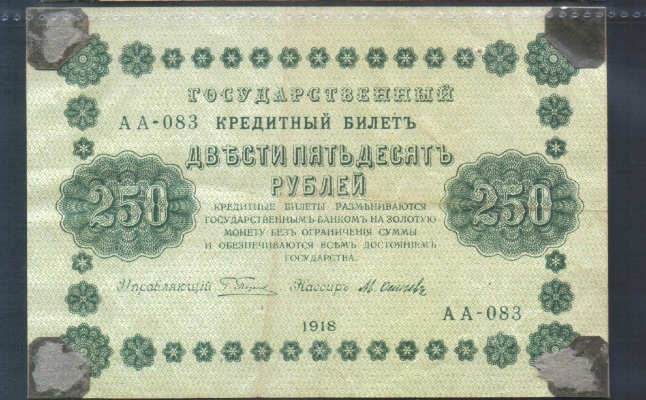 ГОСУДАРСТВЕННЫЙ
АА-083 КРЕДИТНЫЙ БИЛЕТЪ
ДВѢСТИ ПЯТЬДЕСЯТЪ
РУБЛЕЙ
250
250
КРЕДИТНЫЕ БИЛЕТЫ РАЗМѢНИВАЮТСЯ
ГОСУДАРСТВЕННЫМЪ БАНКОМЪ НА ЗОЛОТУЮ
МОНЕТУ БЕЗЪ ОГРАНИЧЕНІЯ СУММЫ
И ОБЕЗПЕЧИВАЮТСЯ ВСѢМЪ ДОСТОЯНІЕМЪ
ГОСУДАРСТВА.
Управляющій Кассиръ
АА-083
1918